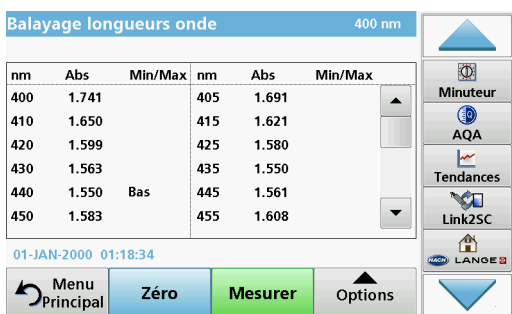 Balayage longueurs onde 400 nm
nm Abs Min/Max nm Abs Min/Max
400 1.741 405 1.691
410 1.650 415 1.621
420 1.599 425 1.580
430 1.563 435 1.550
440 1.550 Bas 445 1.561
450 1.583 455 1.608
01-JAN-2000 01:18:34
Menu Principal
Zéro
Mesurer
Options
Minuteur
AQA
Tendances
Link2SC
HACH LANGE